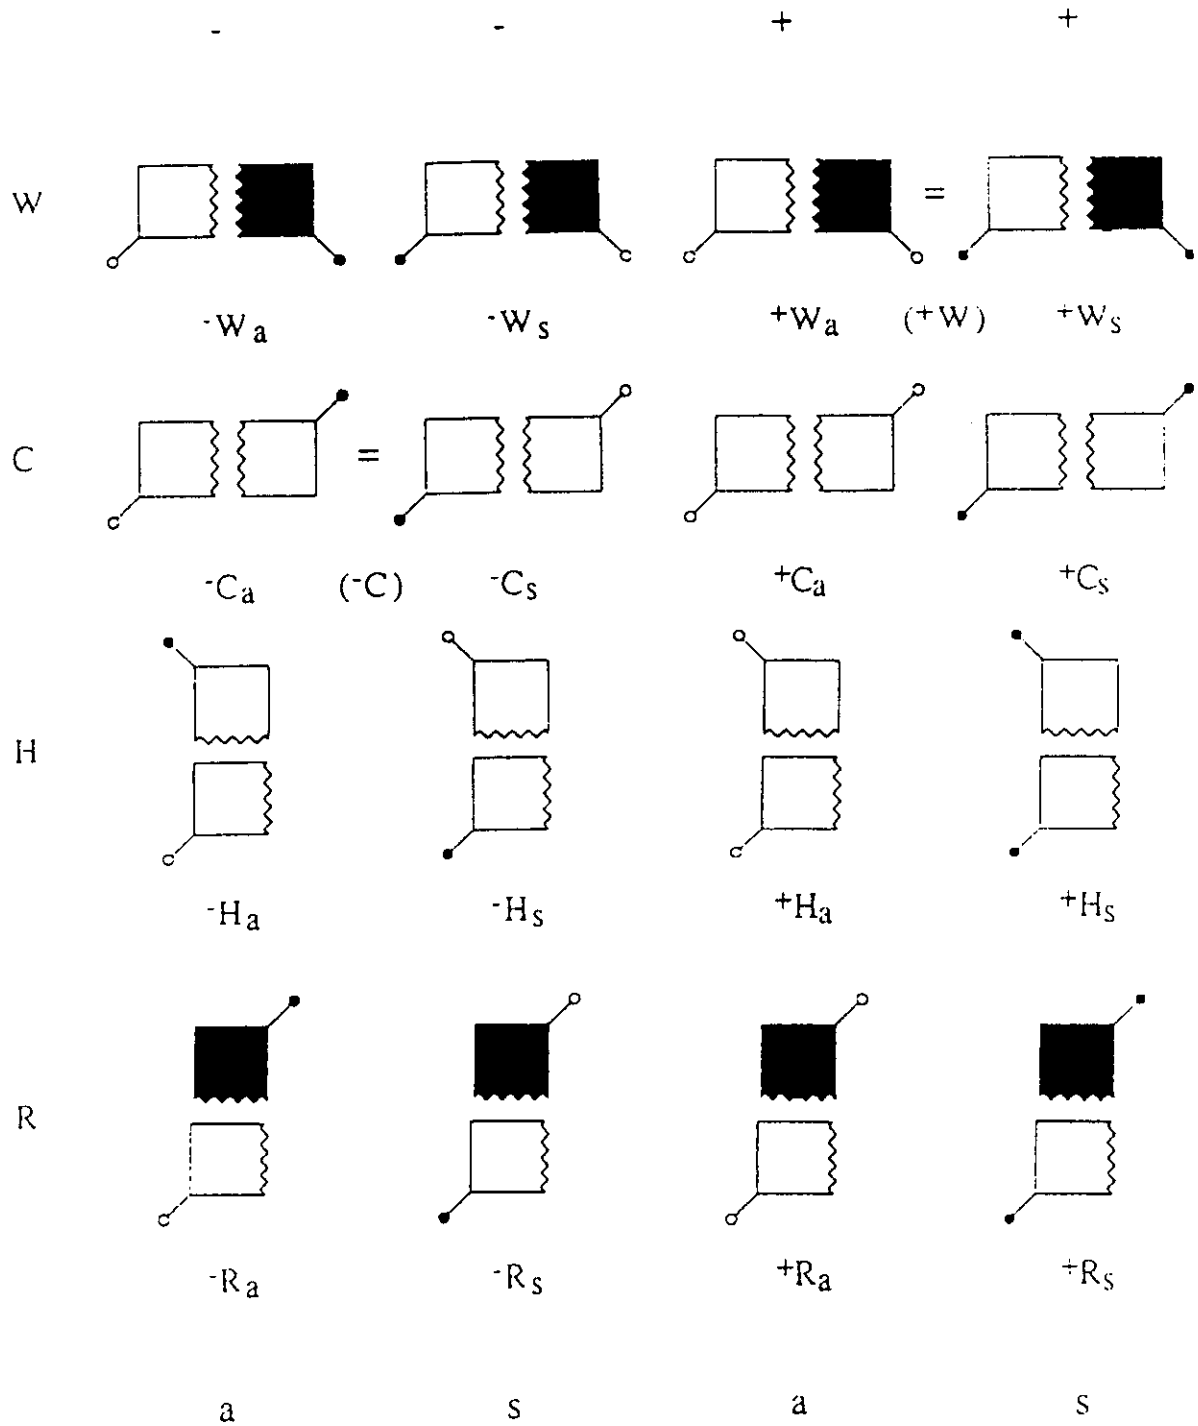 - - + +
W = 
-Wa -Ws +Wa (+W) +Ws
C =
-Ca (-C) -Cs +Ca +Cs
H
-Ha -Hs +Ha +Hs
R
-Ra -Rs +Ra +Rs
a s a s